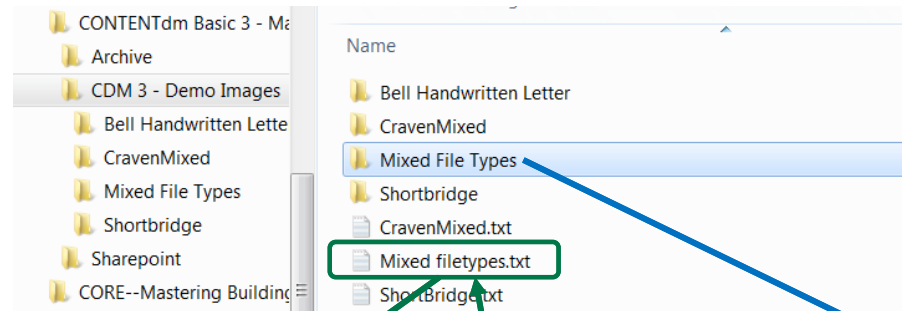 CONTENTdm Basic 3 - Ma
Archive
CDM 3 - Demo Images
Bell Handwritten Lette
CravenMixed
Mixed File Types
Shortbridge
Sharepoint
CORE--Mastering Building
Name
Bell Handwritten Letter
CravenMixed
Mixed File Types
Shortbridge
CravenMixed.txt
Mixed filetypes.txt
ShortBridge.txt